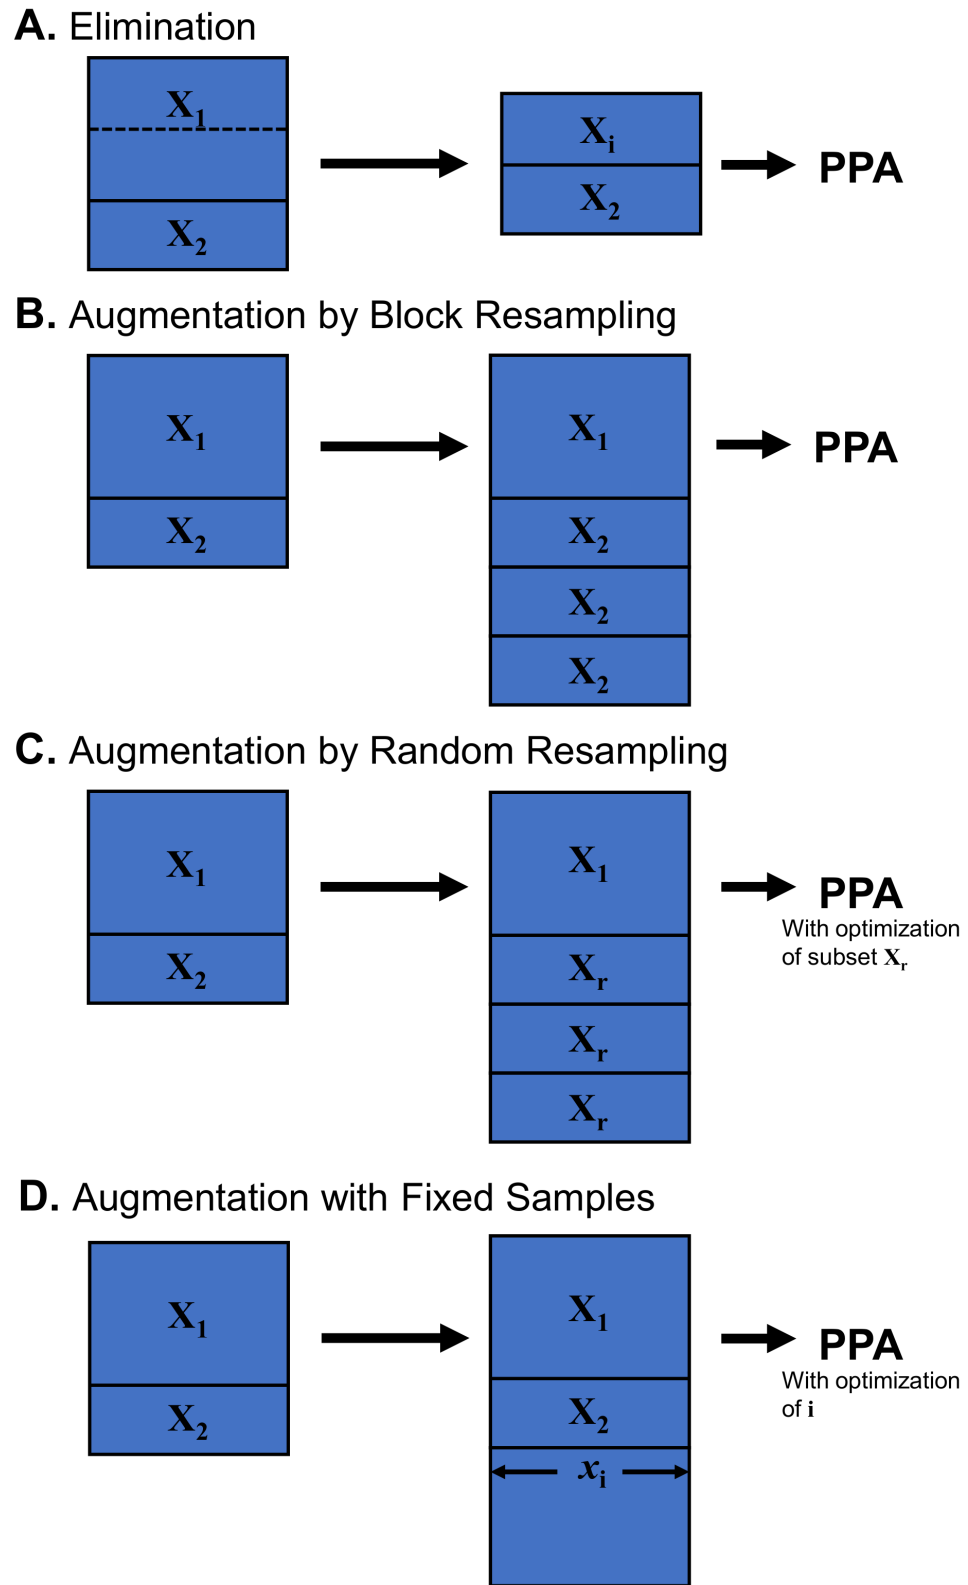 A. Elimination
X1
X2
Xi
X2
PPA
B. Augmentation by Block Resampling
X1
X2
X1
X2
X2
X2
PPA
C. Augmentation by Random Resampling
X1
X2
X1
Xr
Xr
Xr
PPA
With optimization
of subset Xr
D. Augmentation with Fixed Samples
X1
X2
X1
X2
xi
PPA
With optimization
of i